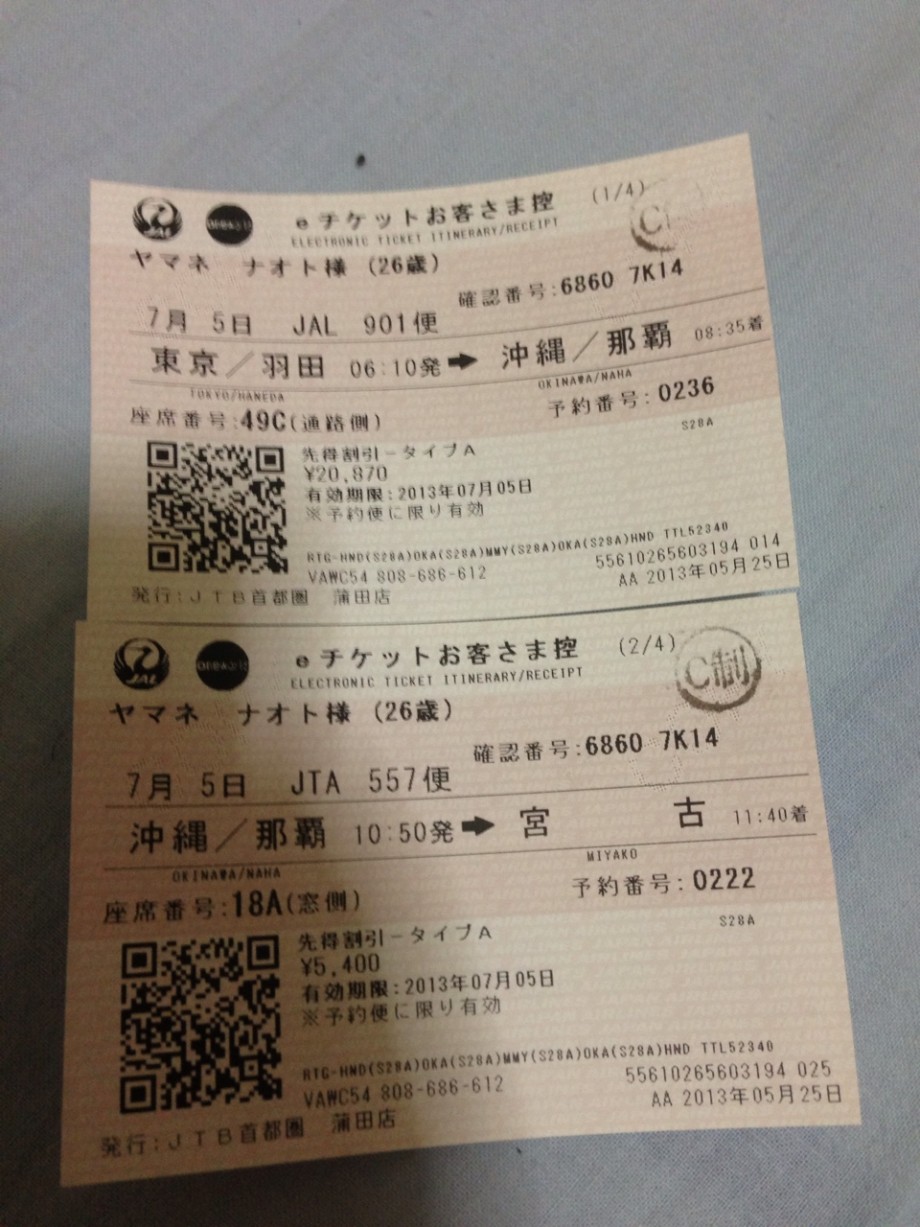 JAL
eチケットお客さま控 (1/4)
ELECTRONIC TICKET ITINERARY/RECEIPT
C
ヤマネ ナオト様 (26歳)
確認番号:6860 7K14
7月 5日 JAL 901便
東京/羽田 06:10発➡沖縄/那覇 08:35着
TOKYO/HANEDA OKINAWA/NAHA
座席番号:49C(通路側) 予約番号:0236
S28A
先得割引-タイプA
¥20,870
有効期限:2013年07月05日
※予約便に限り有効
RTG-HND(S28A)OKA(S28A)MMY(S28A)OKA(S28A)HND TTL52340
VAWC54 808-686-612 55610265603194 014
AA 2013年05月25日
発行:JTB首都圏 蒲田店
JAL
eチケットお客さま控 (2/4)
ELECTRONIC TICKET ITINERARY/RECEIPT
C制
ヤマネ ナオト様 (26歳)
確認番号:6860 7K14
7月 5日 JTA 557便
沖縄/那覇 10:50発➡宮 古 11:40着
OKINAWA/NAHA MIYAKO
座席番号:18A(窓側) 予約番号:0222
S28A
先得割引-タイプA
¥5,400
有効期限:2013年07月05日
※予約便に限り有効
RTG-HND(S28A)OKA(S28A)MMY(S28A)OKA(S28A)HND TTL52340
VAWC54 808-686-612 55610265603194 025
AA 2013年05月25日
発行:JTB首都圏 蒲田店